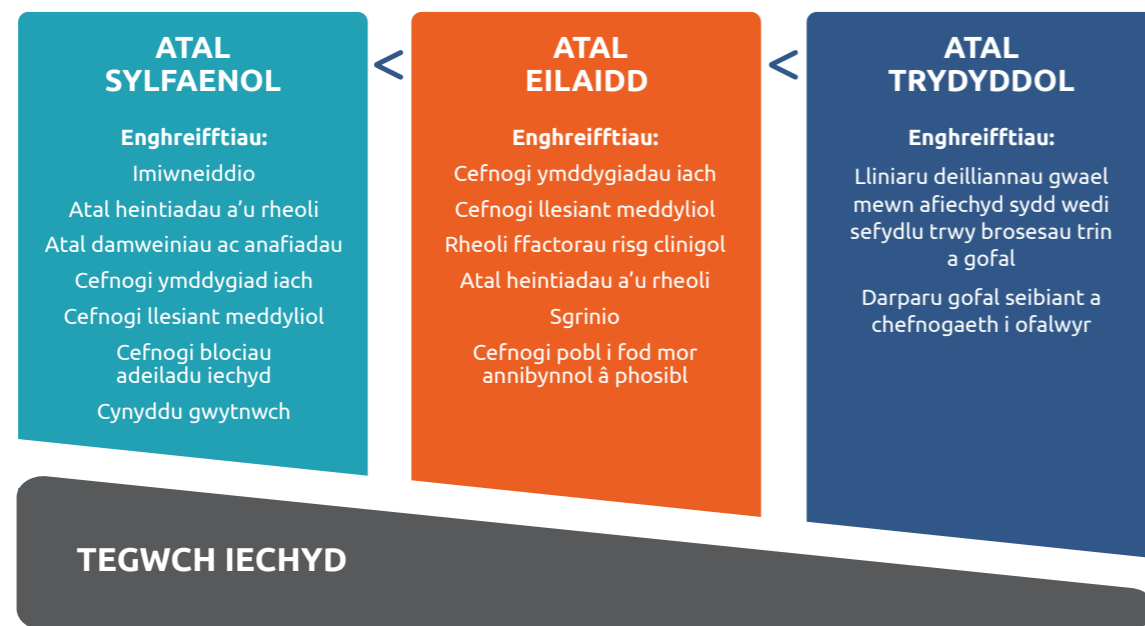 ATAL
SYLFAENOL
Enghreifftiau:
Imiwneiddio
Atal heintiadau a'u rheoli
Atal damweiniau ac anafiadau
Cefnogi ymddygiad iach
Cefnogi llesiant meddyliol
Cefnogi blociau
adeiladu iechyd
Cynyddu gwytnwch
<
ATAL
EILAIDD
Enghreifftiau:
Cefnogi ymddygiadau iach
Cefnogi llesiant meddyliol
Rheoli ffactorau risg clinigol
Atal heintiadau a'u rheoli
Sgrinio
Cefnogi pobl i fod mor
annibynnol â phosibl
<
ATAL
TRYDYDDOL
Enghreifftiau:
Lliniaru deilliannau gwael
mewn afiechyd sydd wedi
sefydlu trwy brosesau trin
a gofal
Darparu gofal seibiant a
chefnogaeth i ofalwyr
TEGWCH IECHYD